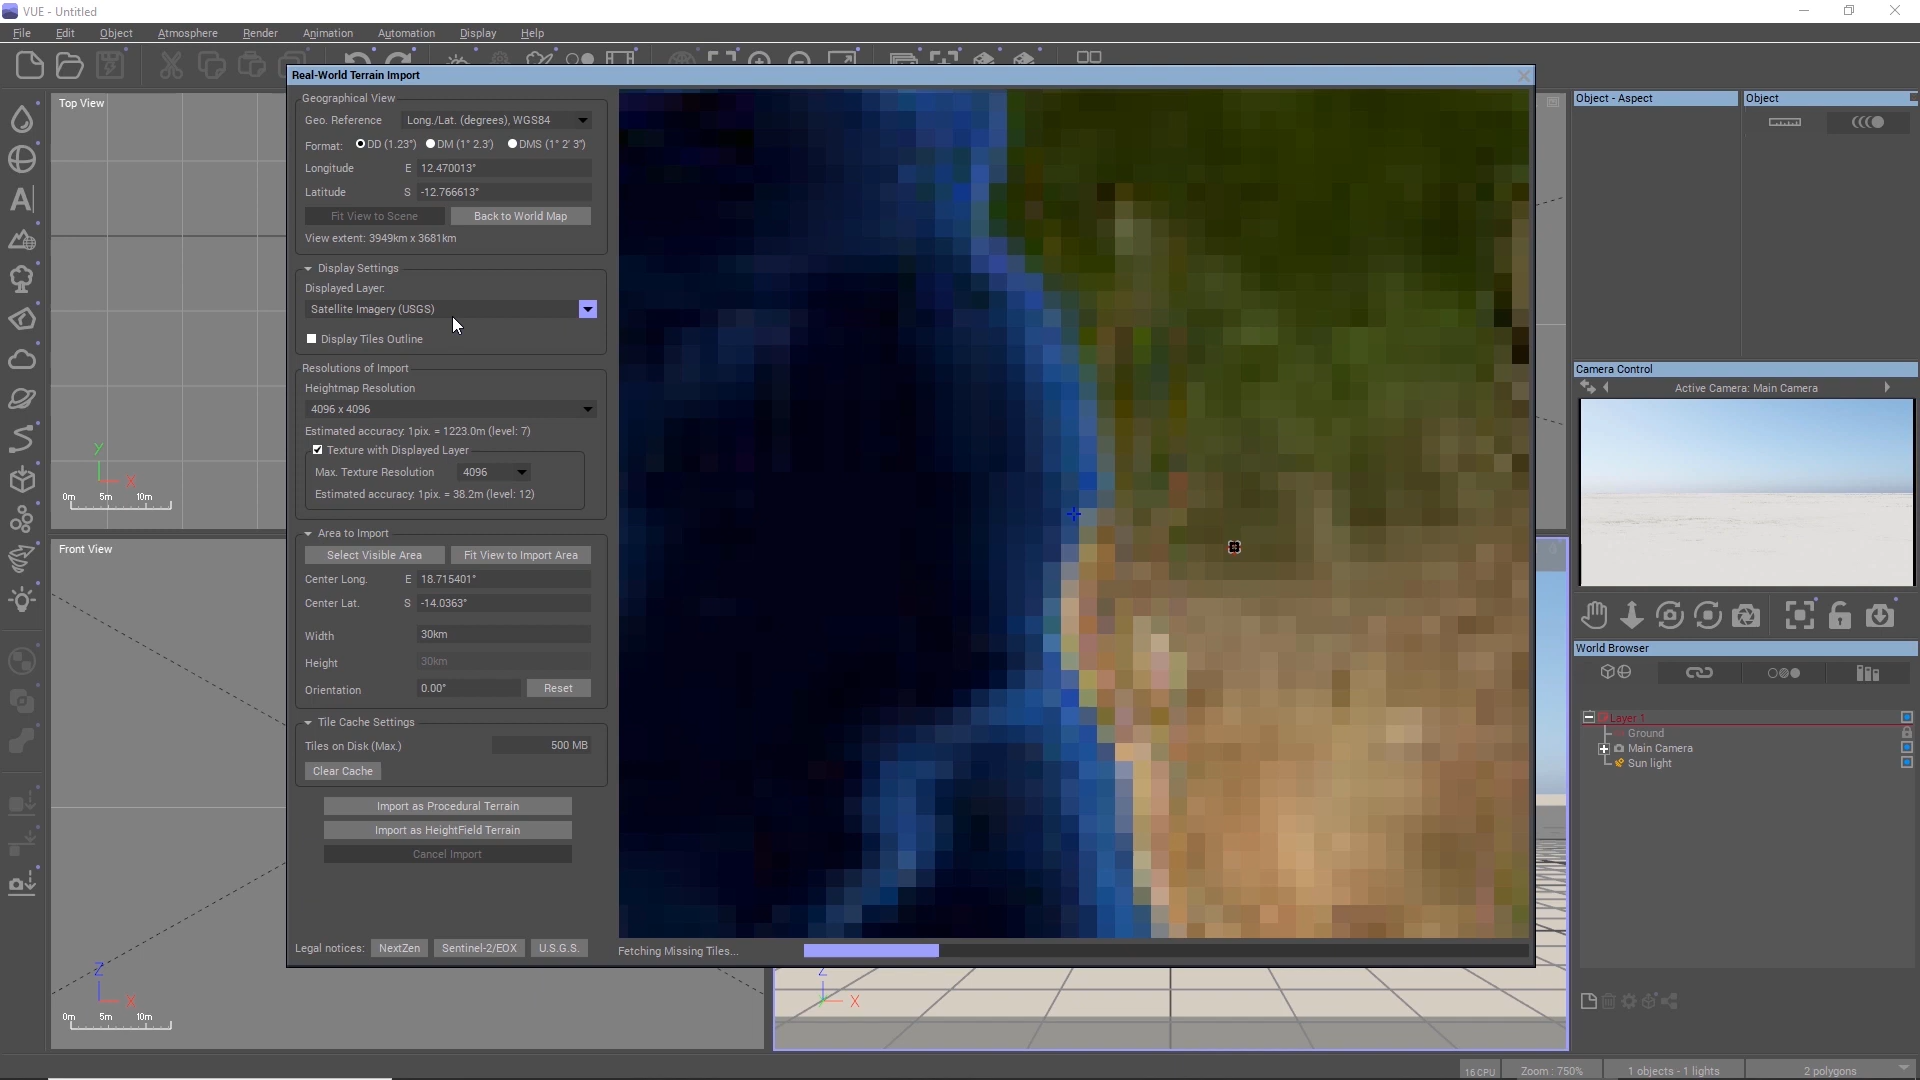 VUE - Untitled
File Edit Object Atmosphere Render Animation Automation Display Help
Real-World Terrain Import
Top View
Geographical View
Geo. Reference Long./Lat. (degrees), WGS84
Format: DD (1.23°) DM (1° 2.3') DMS (1° 2' 3")
Longitude E 12.470013°
Latitude S -12.766613°
Fit View to Scene Back to World Map
View extent: 3949km x 3681km
Display Settings
Displayed Layer:
Satellite Imagery (USGS)
Display Tiles Outline
Resolutions of Import
Heightmap Resolution
4096 x 4096
Estimated accuracy: 1pix. = 1223.0m (level: 7)
Texture with Displayed Layer
Max. Texture Resolution 4096
Estimated accuracy: 1pix. = 38.2m (level: 12)
Area to Import
Select Visible Area Fit View to Import Area
Center Long. E 18.715401°
Center Lat. S -14.0363°
Width 30km
Height 30km
Orientation 0.00° Reset
Tile Cache Settings
Tiles on Disk (Max.) 500 MB
Clear Cache
Import as Procedural Terrain
Import as HeightField Terrain
Cancel Import
Legal notices: NextZen Sentinel-2/EOX U.S.G.S.
Fetching Missing Tiles...
Y
X
0m 5m 10m
Front View
Z
X
0m 5m 10m
Z
X
Object - Aspect
Object
Camera Control
Active Camera: Main Camera
World Browser
Layer 1
Ground
Main Camera
Sun light
16 CPU Zoom : 750% 1 objects - 1 lights 2 polygons